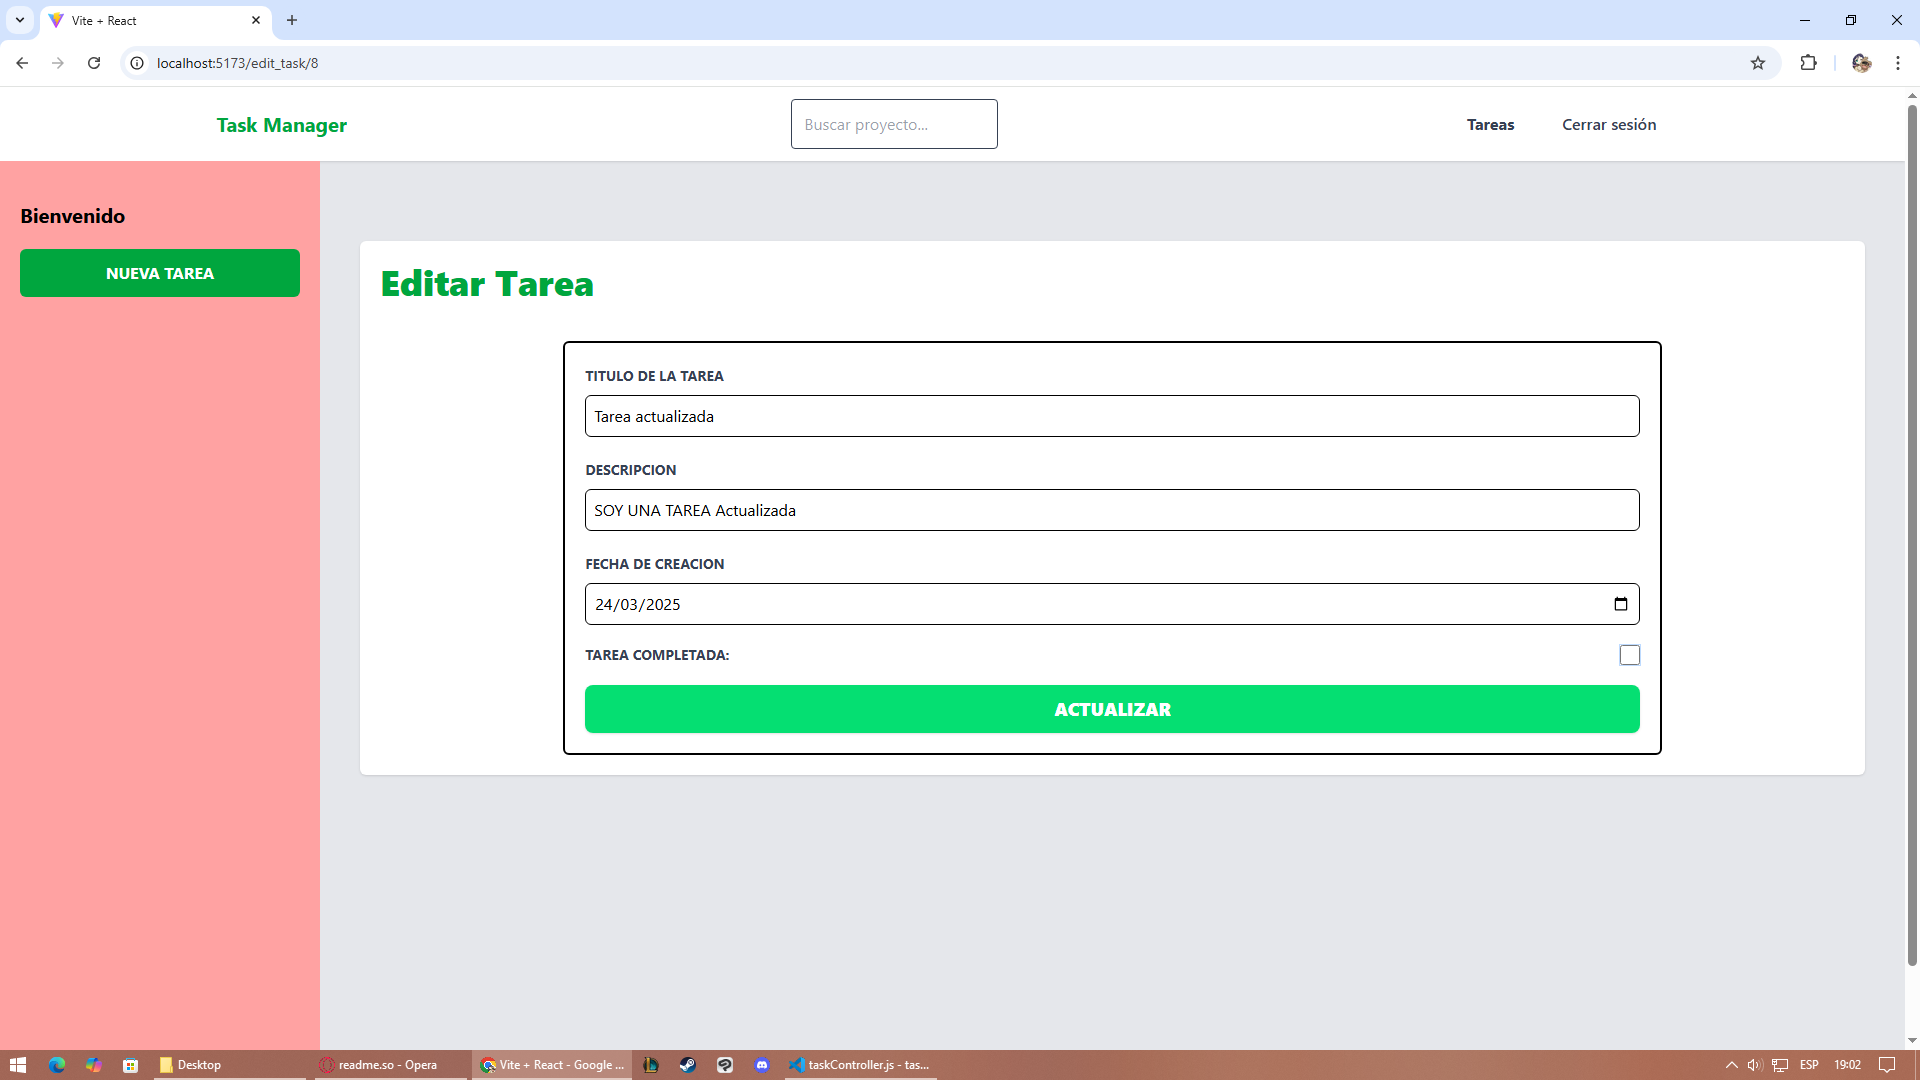 Vite + React
localhost:5173/edit_task/8
Task Manager
Buscar proyecto...
Tareas
Cerrar sesión
Bienvenido
NUEVA TAREA
Editar Tarea
TITULO DE LA TAREA
Tarea actualizada
DESCRIPCION
SOY UNA TAREA Actualizada
FECHA DE CREACION
24/03/2025
TAREA COMPLETADA:
ACTUALIZAR
Desktop
readme.so - Opera
Vite + React - Google ...
taskController.js - tas...
ESP
19:02